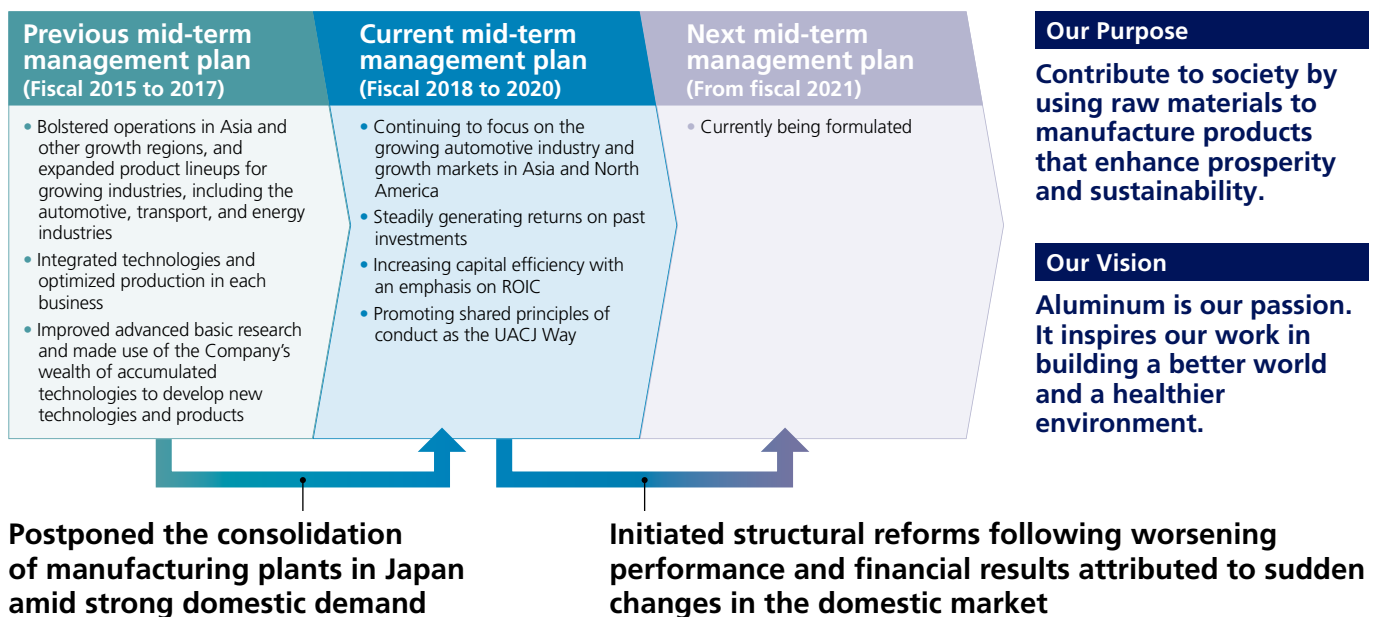 Previous mid-term
management plan
(Fiscal 2015 to 2017)
• Bolstered operations in Asia and
other growth regions, and
expanded product lineups for
growing industries, including the
automotive, transport, and energy
industries
• Integrated technologies and
optimized production in each
business
• Improved advanced basic research
and made use of the Company’s
wealth of accumulated
technologies to develop new
technologies and products
Current mid-term
management plan
(Fiscal 2018 to 2020)
• Continuing to focus on the
growing automotive industry and
growth markets in Asia and North
America
• Steadily generating returns on past
investments
• Increasing capital efficiency with
an emphasis on ROIC
• Promoting shared principles of
conduct as the UACJ Way
Next mid-term
management plan
(From fiscal 2021)
• Currently being formulated
Our Purpose
Contribute to society by
using raw materials to
manufacture products
that enhance prosperity
and sustainability.
Our Vision
Aluminum is our passion.
It inspires our work in
building a better world
and a healthier
environment.
Postponed the consolidation
of manufacturing plants in Japan
amid strong domestic demand
Initiated structural reforms following worsening
performance and financial results attributed to sudden
changes in the domestic market